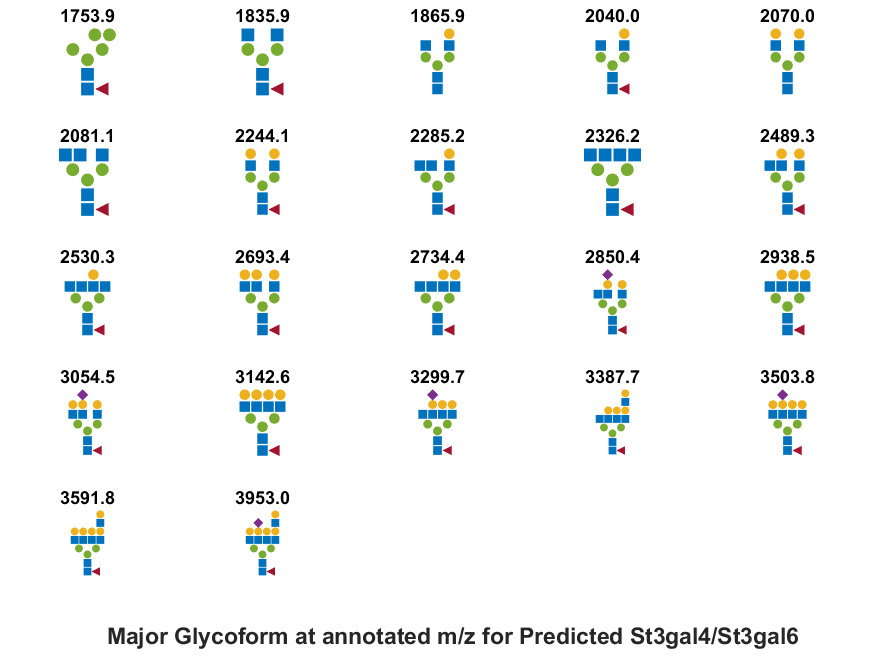 1753.9 1835.9 1865.9 2040.0 2070.0
2081.1 2244.1 2285.2 2326.2 2489.3
2530.3 2693.4 2734.4 2850.4 2938.5
3054.5 3142.6 3299.7 3387.7 3503.8
3591.8 3953.0
Major Glycoform at annotated m/z for Predicted St3gal4/St3gal6